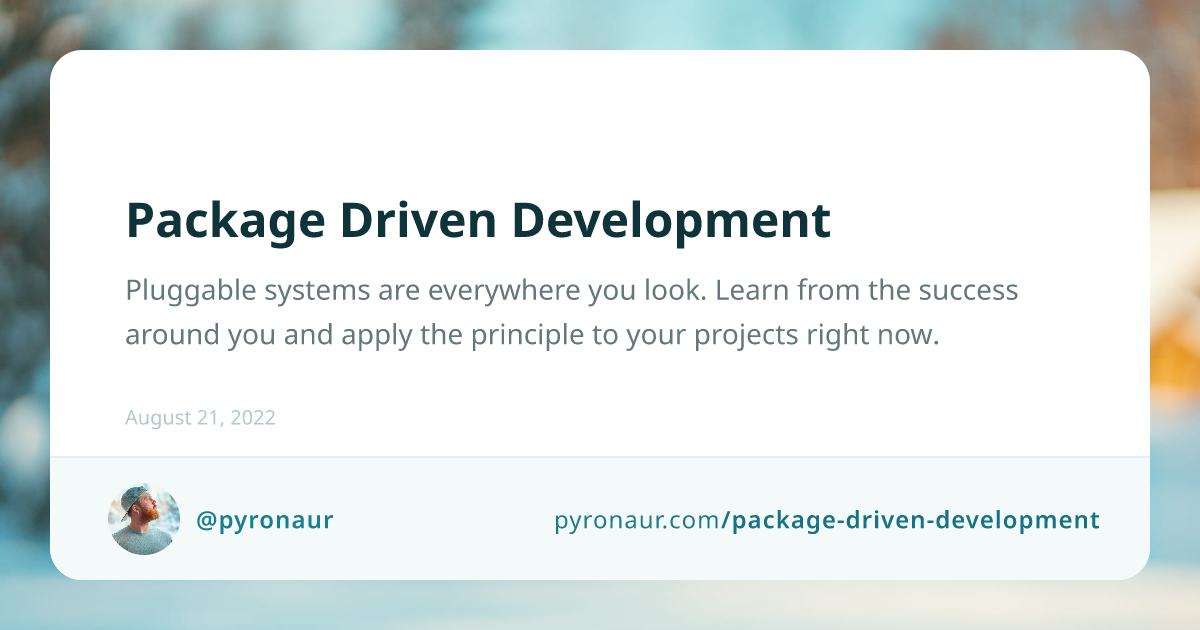 Package Driven Development
Pluggable systems are everywhere you look. Learn from the success
around you and apply the principle to your projects right now.
August 21, 2022
@pyronaur
pyronaur.com/package-driven-development